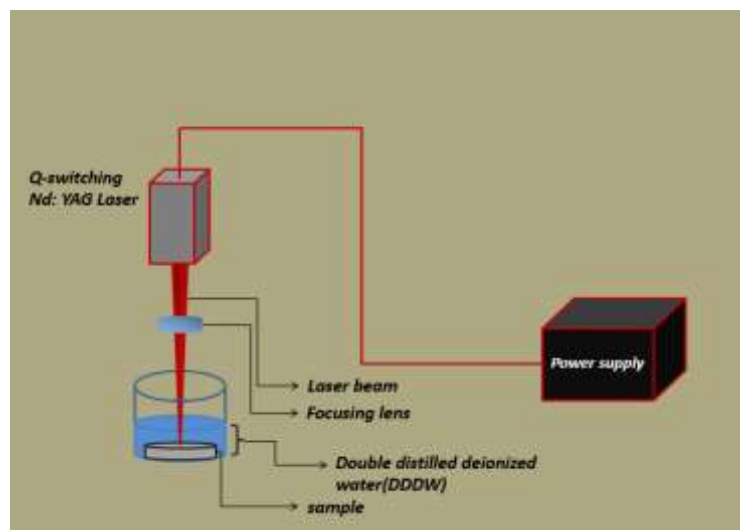 Q-switching
Nd: YAG Laser
Power supply
Laser beam
Focusing lens
Double distilled deionized
water(DDDW)
sample